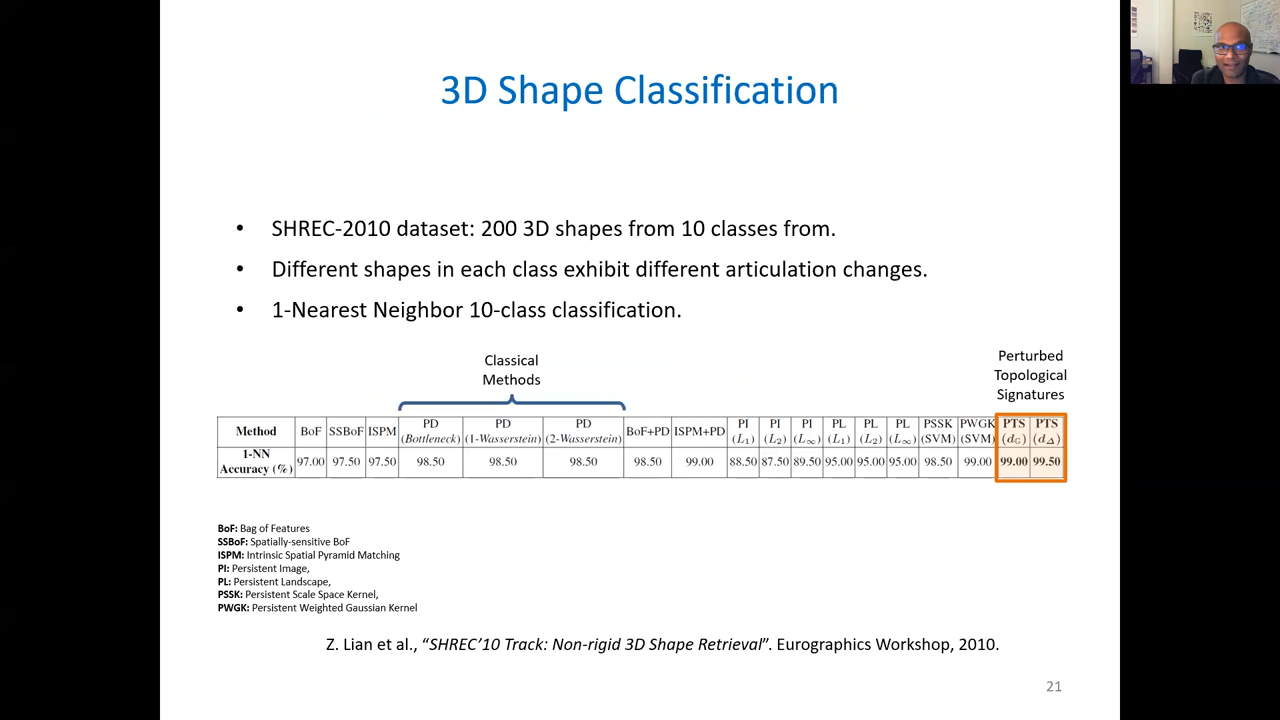 3D Shape Classification
• SHREC-2010 dataset: 200 3D shapes from 10 classes from.
• Different shapes in each class exhibit different articulation changes.
• 1-Nearest Neighbor 10-class classification.
Classical
Methods
Perturbed
Topological
Signatures
Method BoF SSBoF ISPM PD (Bottleneck) PD (1-Wasserstein) PD (2-Wasserstein) BoF+PD ISPM+PD PI (L₁) PI (L₂) PI (L∞) PL (L₁) PL (L₂) PL (L∞) PSSK (SVM) PWGK (SVM) PTS (d𝔾) PTS (dΔ)
1-NN Accuracy (%) 97.00 97.50 97.50 98.50 98.50 98.50 98.50 99.00 88.50 87.50 89.50 95.00 95.00 95.00 98.50 99.00 99.00 99.50
BoF: Bag of Features
SSBoF: Spatially-sensitive BoF
ISPM: Intrinsic Spatial Pyramid Matching
PI: Persistent Image,
PL: Persistent Landscape,
PSSK: Persistent Scale Space Kernel,
PWGK: Persistent Weighted Gaussian Kernel
Z. Lian et al., “SHREC’10 Track: Non-rigid 3D Shape Retrieval”. Eurographics Workshop, 2010.
21